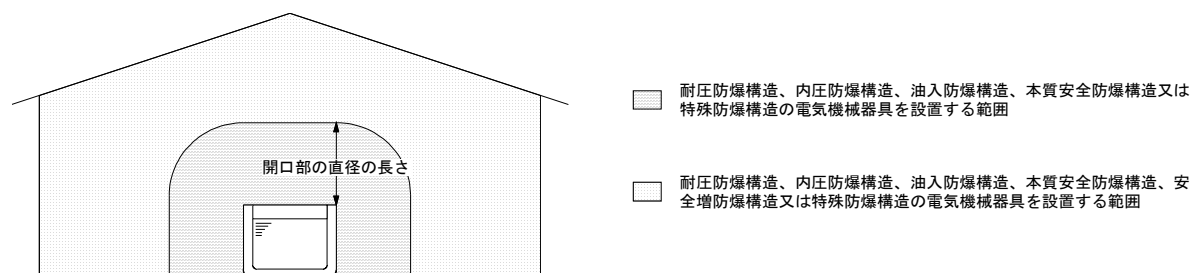 耐圧防爆構造、内圧防爆構造、油入防爆構造、本質安全防爆構造又は
特殊防爆構造の電気機械器具を設置する範囲
開口部の直径の長さ
耐圧防爆構造、内圧防爆構造、油入防爆構造、本質安全防爆構造、安
全増防爆構造又は特殊防爆構造の電気機械器具を設置する範囲